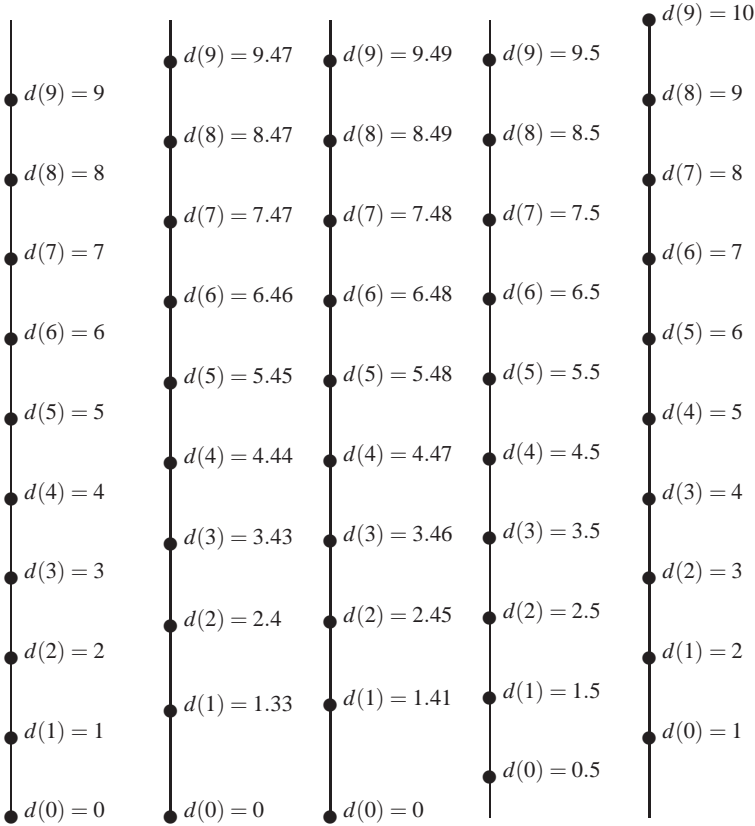 d(9) = 9
d(8) = 8
d(7) = 7
d(6) = 6
d(5) = 5
d(4) = 4
d(3) = 3
d(2) = 2
d(1) = 1
d(0) = 0
d(9) = 9.47
d(8) = 8.47
d(7) = 7.47
d(6) = 6.46
d(5) = 5.45
d(4) = 4.44
d(3) = 3.43
d(2) = 2.4
d(1) = 1.33
d(0) = 0
d(9) = 9.49
d(8) = 8.49
d(7) = 7.48
d(6) = 6.48
d(5) = 5.48
d(4) = 4.47
d(3) = 3.46
d(2) = 2.45
d(1) = 1.41
d(0) = 0
d(9) = 9.5
d(8) = 8.5
d(7) = 7.5
d(6) = 6.5
d(5) = 5.5
d(4) = 4.5
d(3) = 3.5
d(2) = 2.5
d(1) = 1.5
d(0) = 0.5
d(9) = 10
d(8) = 9
d(7) = 8
d(6) = 7
d(5) = 6
d(4) = 5
d(3) = 4
d(2) = 3
d(1) = 2
d(0) = 1